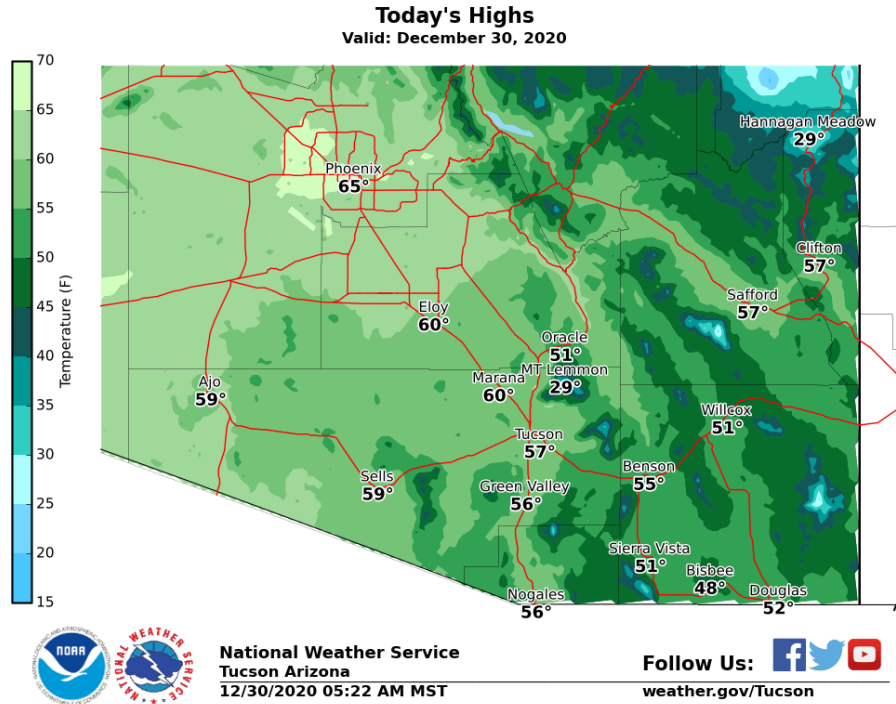 Today's Highs
Valid: December 30, 2020
70
65
60
55
50
45
40
35
30
25
20
15
Temperature (F)
Hannagan Meadow
29°
Phoenix
65°
Clifton
57°
Safford
57°
Eloy
60°
Oracle
51°
MT Lemmon
29°
Marana
60°
Ajo
59°
Willcox
51°
Tucson
57°
Benson
55°
Sells
59°
Green Valley
56°
Sierra Vista
51°
Bisbee
48°
Douglas
52°
Nogales
56°
NOAA
NATIONAL WEATHER SERVICE
National Weather Service
Tucson Arizona
12/30/2020 05:22 AM MST
Follow Us:
weather.gov/Tucson